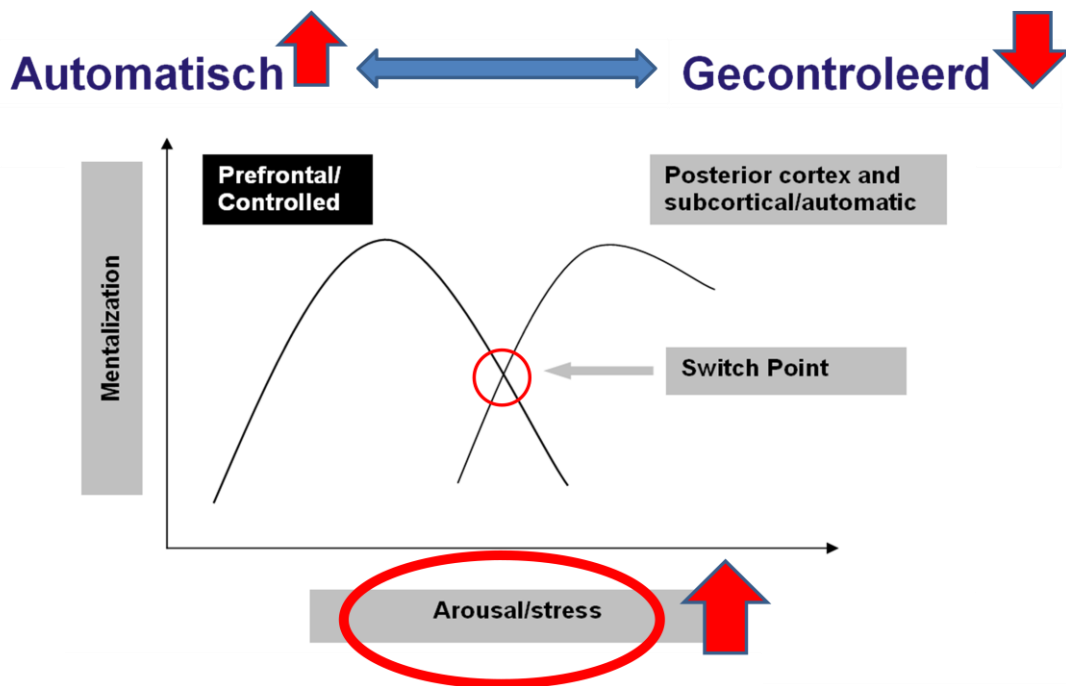 Automatisch
Gecontroleerd
Prefrontal/
Controlled
Posterior cortex and
subcortical/automatic
Mentalization
Switch Point
Arousal/stress